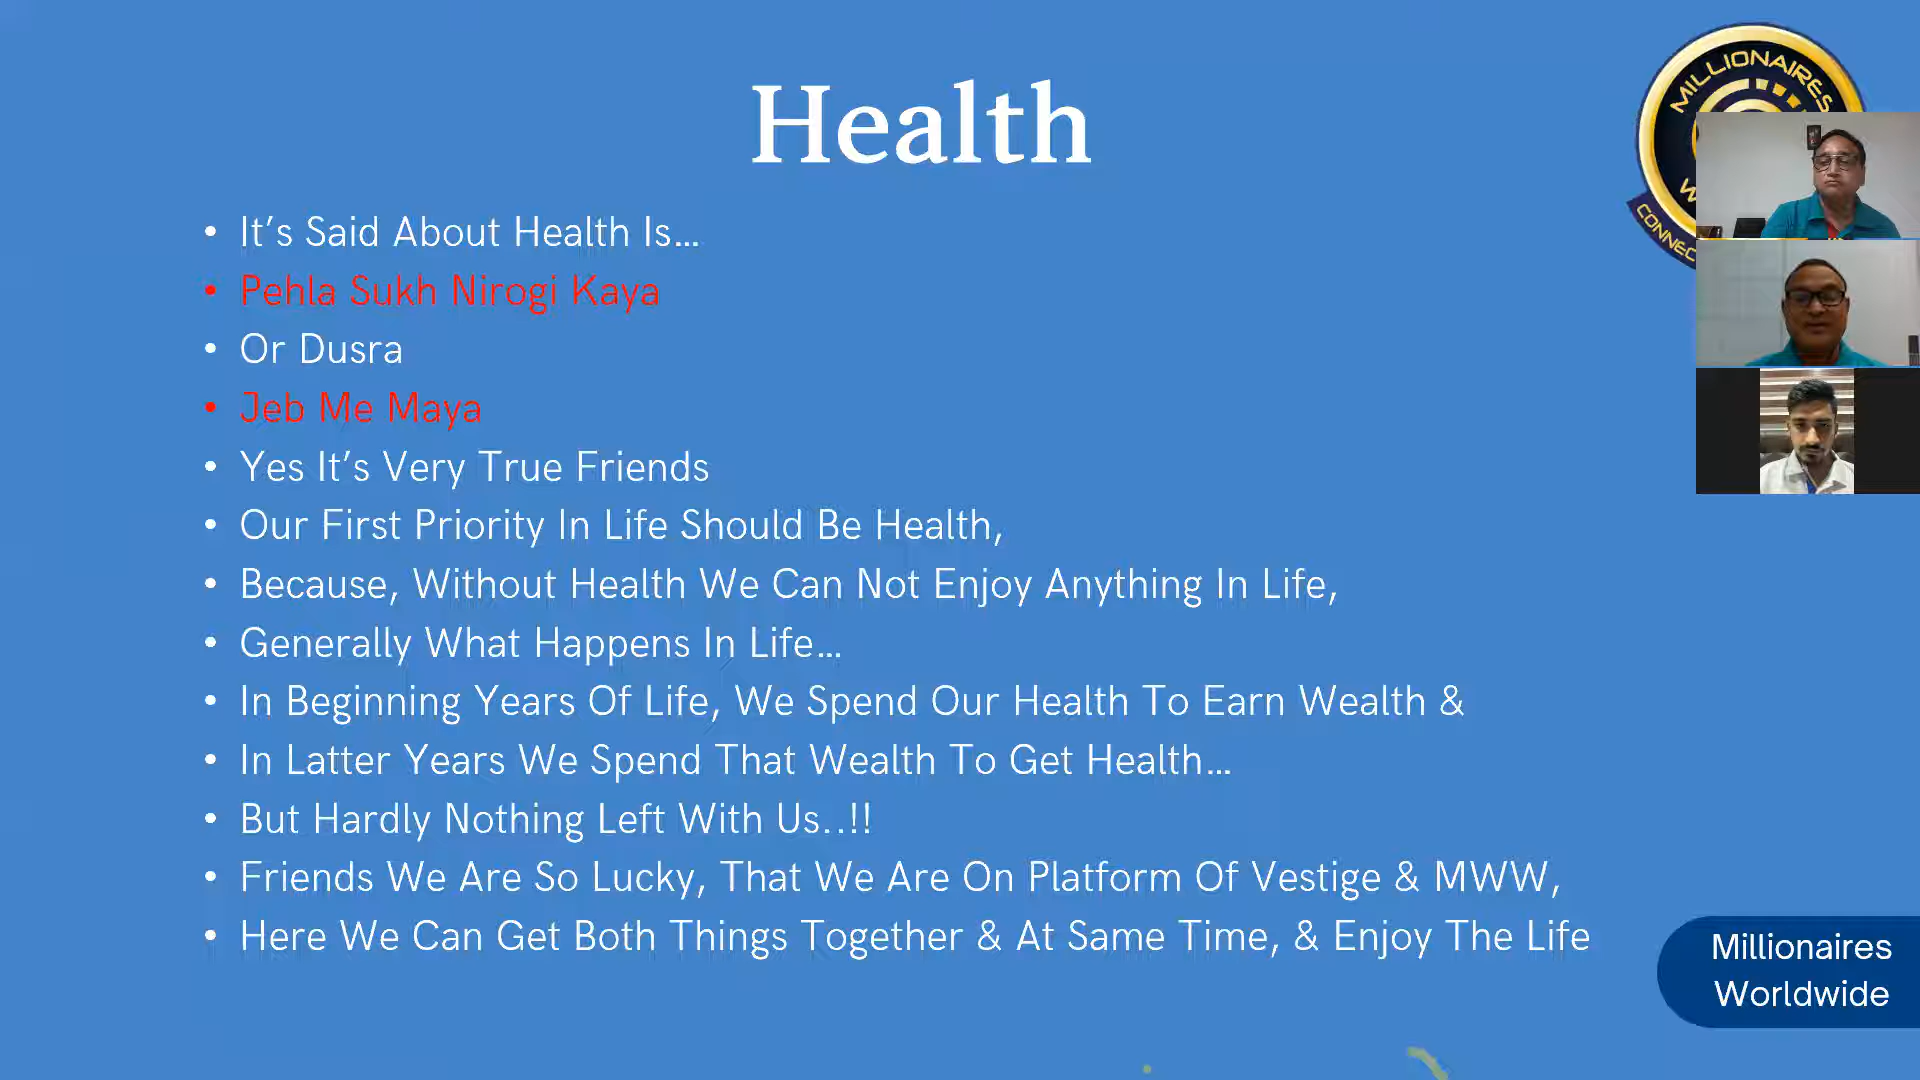 Health
MILLIONAIRES
CONNEC
• It’s Said About Health Is...
• Pehla Sukh Nirogi Kaya
• Or Dusra
• Jeb Me Maya
• Yes It’s Very True Friends
• Our First Priority In Life Should Be Health,
• Because, Without Health We Can Not Enjoy Anything In Life,
• Generally What Happens In Life...
• In Beginning Years Of Life, We Spend Our Health To Earn Wealth &
• In Latter Years We Spend That Wealth To Get Health...
• But Hardly Nothing Left With Us..!!
• Friends We Are So Lucky, That We Are On Platform Of Vestige & MWW,
• Here We Can Get Both Things Together & At Same Time, & Enjoy The Life
Millionaires
Worldwide